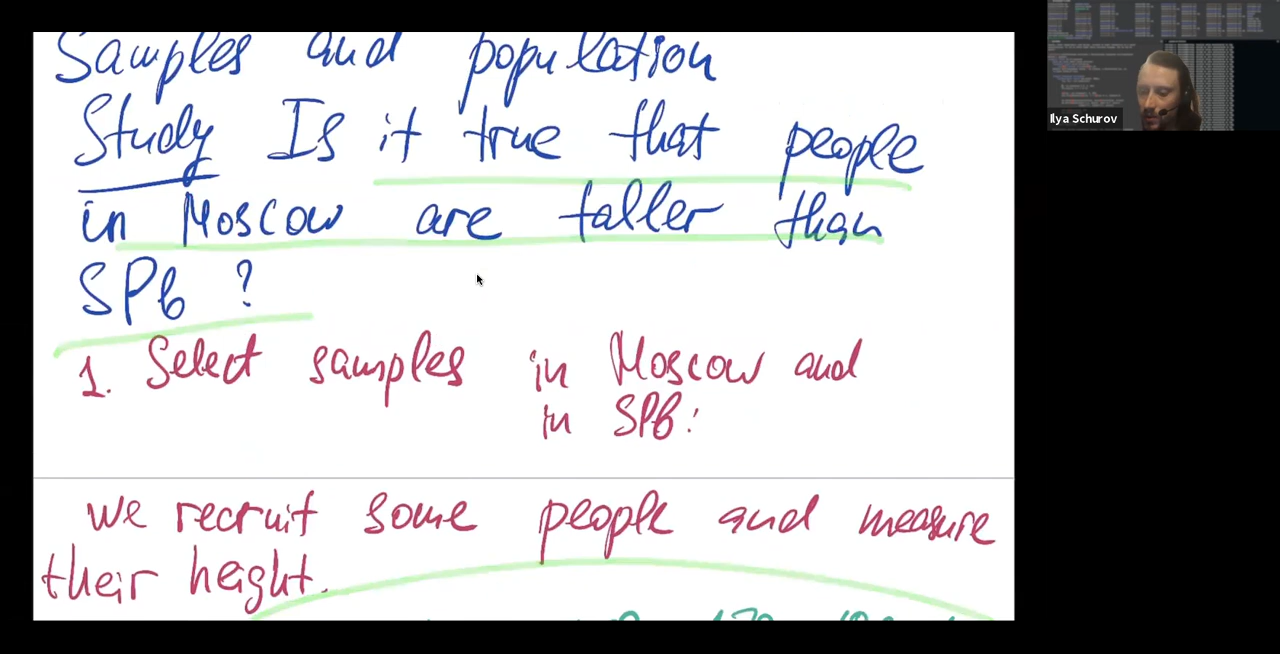 Samples and population
Study Is it true that people
in Moscow are taller than
SPb ?
1. Select samples in Moscow and
in SPb:
we recruit some people and measure
their height.
Ilya Schurov